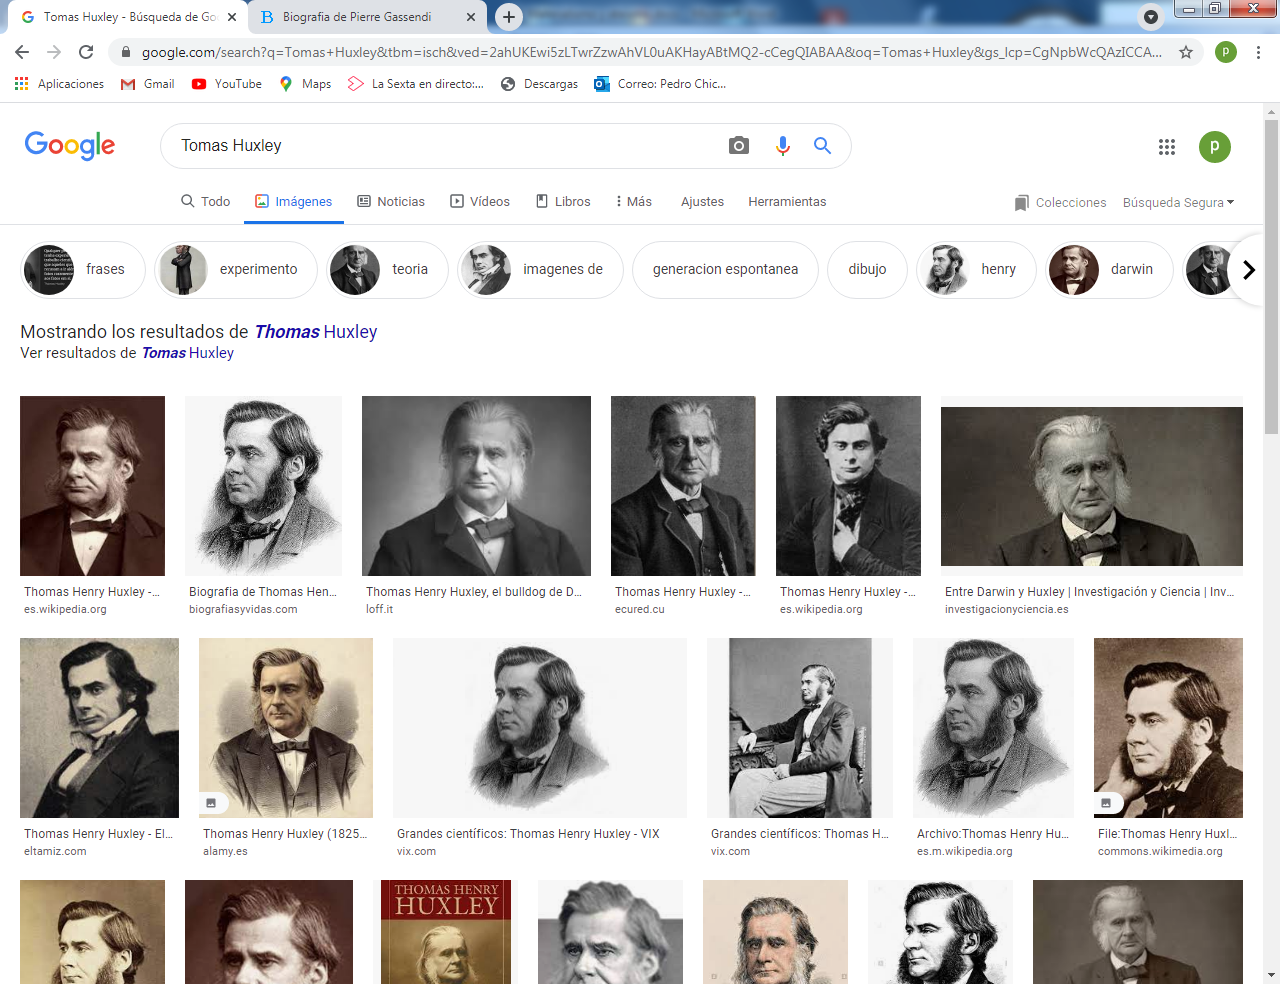 Tomas Huxley - Búsqueda de Go
Biografia de Pierre Gassendi
google.com/search?q=Tomas+Huxley&tbm=isch&ved=2ahUKEwi5zLTwrZzwAhVL0uAKHayABtMQ2-cCegQIABAA&oq=Tomas+Huxley&gs_lcp=CgNpbWcQAzICCA...
p
Aplicaciones
Gmail
YouTube
Maps
La Sexta en directo:...
Descargas
Correo: Pedro Chic...
Google
Tomas Huxley
p
Todo
Imágenes
Noticias
Vídeos
Libros
Más
Ajustes
Herramientas
Colecciones
Búsqueda Segura
frases
experimento
teoria
imagenes de
generacion espontanea
dibujo
henry
darwin
Mostrando los resultados de Thomas Huxley
Ver resultados de Tomas Huxley
Thomas Henry Huxley -...
es.wikipedia.org
Biografia de Thomas Hen...
biografiasyvidas.com
Thomas Henry Huxley, el bulldog de D...
loff.it
Thomas Henry Huxley -...
ecured.cu
Thomas Henry Huxley -...
es.wikipedia.org
Entre Darwin y Huxley | Investigación y Ciencia | Inv...
investigacionyciencia.es
Thomas Henry Huxley - El...
eltamiz.com
Thomas Henry Huxley (1825...
alamy.es
Grandes científicos: Thomas Henry Huxley - VIX
vix.com
Grandes científicos: Thomas H...
vix.com
Archivo:Thomas Henry Hu...
es.m.wikipedia.org
File:Thomas Henry Huxl...
commons.wikimedia.org
THOMAS HENRY
HUXLEY